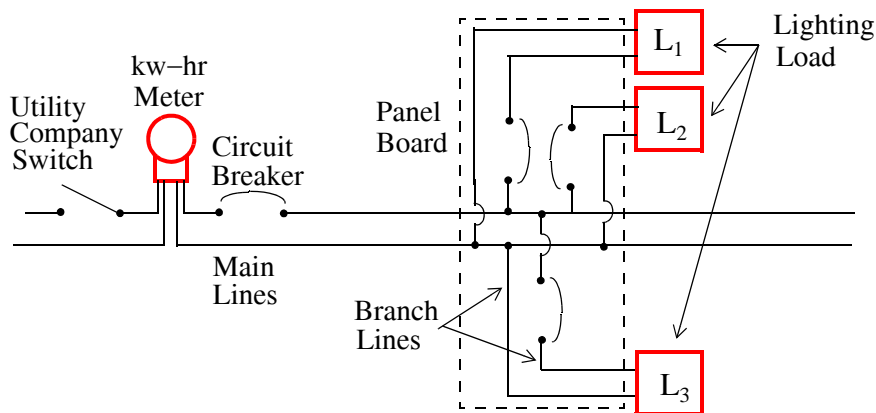 kw−hr
Meter
Utility
Company
Switch
Circuit
Breaker
Panel
Board
L1
L2
Lighting
Load
Main
Lines
Branch
Lines
L3